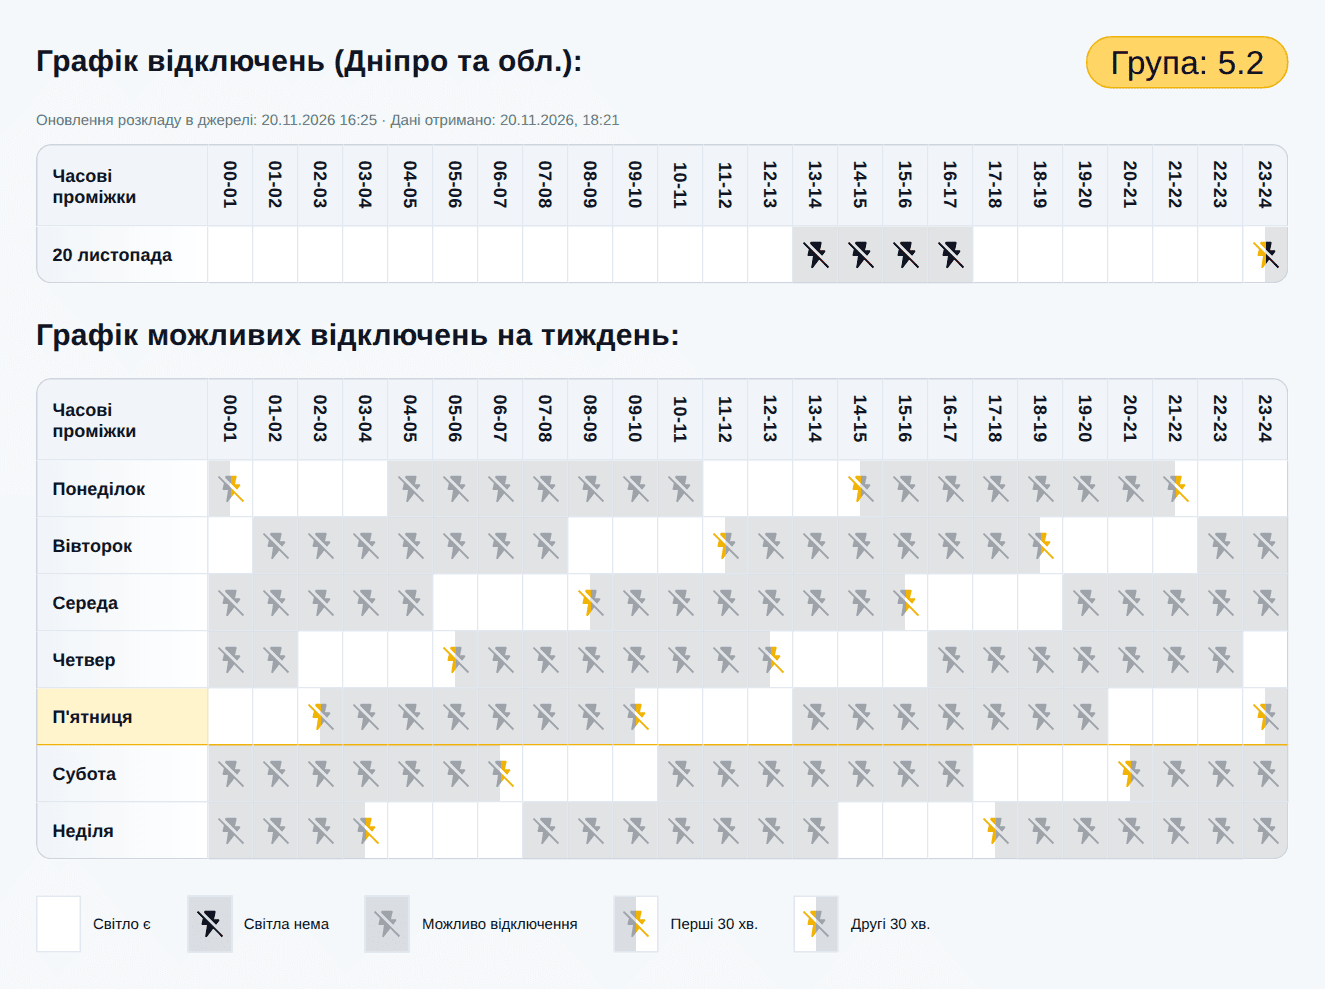 Графік відключень (Дніпро та обл.):
Група: 5.2
Оновлення розкладу в джерелі: 20.11.2026 16:25 · Дані отримано: 20.11.2026, 18:21
Часові
проміжки
00-01 01-02 02-03 03-04 04-05 05-06 06-07 07-08 08-09 09-10 10-11 11-12 12-13 13-14 14-15 15-16 16-17 17-18 18-19 19-20 20-21 21-22 22-23 23-24
20 листопада
Графік можливих відключень на тиждень:
Часові
проміжки
00-01 01-02 02-03 03-04 04-05 05-06 06-07 07-08 08-09 09-10 10-11 11-12 12-13 13-14 14-15 15-16 16-17 17-18 18-19 19-20 20-21 21-22 22-23 23-24
Понеділок
Вівторок
Середа
Четвер
П'ятниця
Субота
Неділя
Світло є
Світла нема
Можливо відключення
Перші 30 хв.
Другі 30 хв.